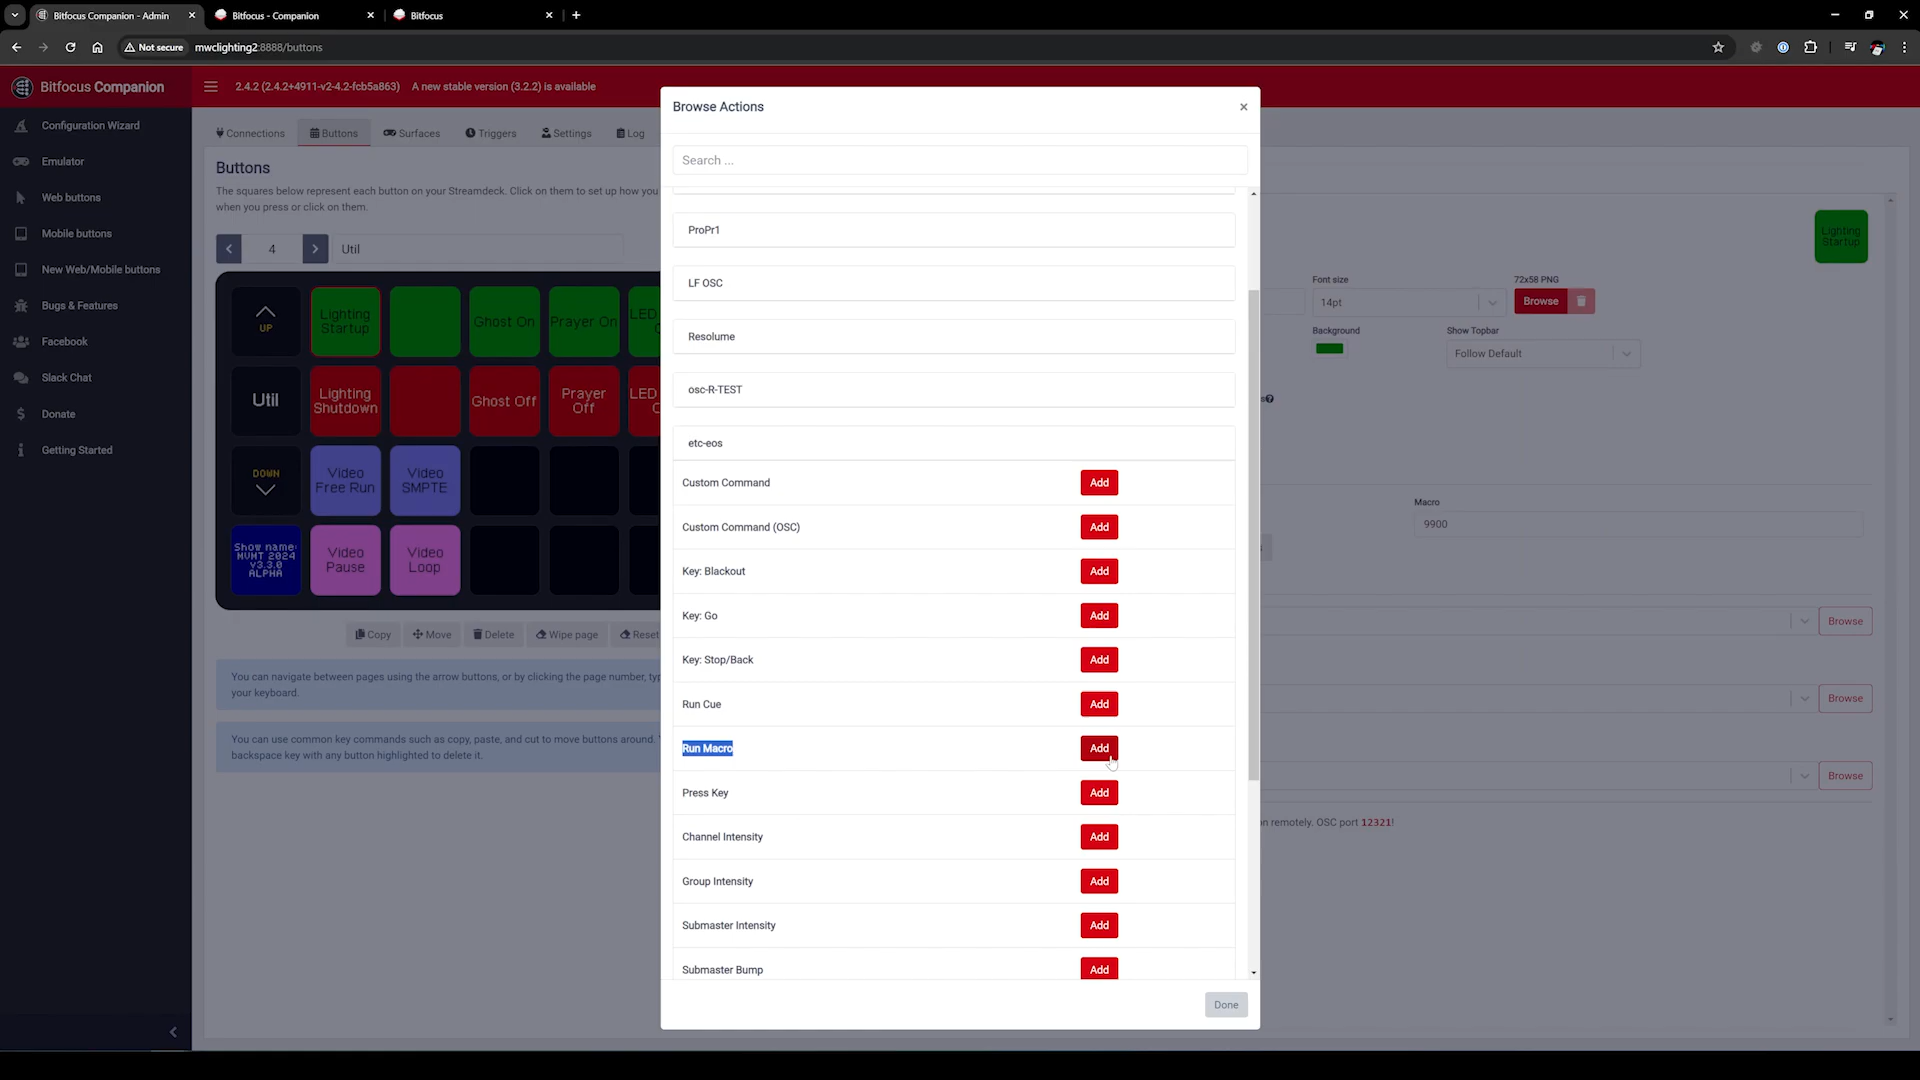 Bitfocus Companion - Admin
Bitfocus - Companion
Bitfocus
Not secure
mwclighting2:8888/buttons
Bitfocus Companion
2.4.2 (2.4.2+4911-v2-4.2-fcb5a863)
A new stable version (3.2.2) is available
Configuration Wizard
Emulator
Web buttons
Mobile buttons
New Web/Mobile buttons
Bugs & Features
Facebook
Slack Chat
Donate
Getting Started
Connections
Buttons
Surfaces
Triggers
Settings
Log
Buttons
The squares below represent each button on your Streamdeck. Click on them to set up how you
when you press or click on them.
4
Util
UP
Lighting
Startup
Ghost On
Prayer On
LED
Util
Lighting
Shutdown
Ghost Off
Prayer
Off
LED
DOWN
Video
Free Run
Video
SMPTE
Show name:
MVMT 2024
v3.3.0
ALPHA
Video
Pause
Video
Loop
Copy
Move
Delete
Wipe page
Reset
You can navigate between pages using the arrow buttons, or by clicking the page number,
your keyboard.
You can use common key commands such as copy, paste, and cut to move buttons around.
backspace key with any button highlighted to delete it.
Browse Actions
Search ...
ProPr1
LF OSC
Resolume
osc-R-TEST
etc-eos
Custom Command
Add
Custom Command (OSC)
Add
Key: Blackout
Add
Key: Go
Add
Key: Stop/Back
Add
Run Cue
Add
Run Macro
Add
Press Key
Add
Channel Intensity
Add
Group Intensity
Add
Submaster Intensity
Add
Submaster Bump
Add
Done
Lighting
Startup
Font size
72x58 PNG
14pt
Browse
Background
Show Topbar
Follow Default
Macro
9900
Browse
Browse
Browse
remotely. OSC port 12321!